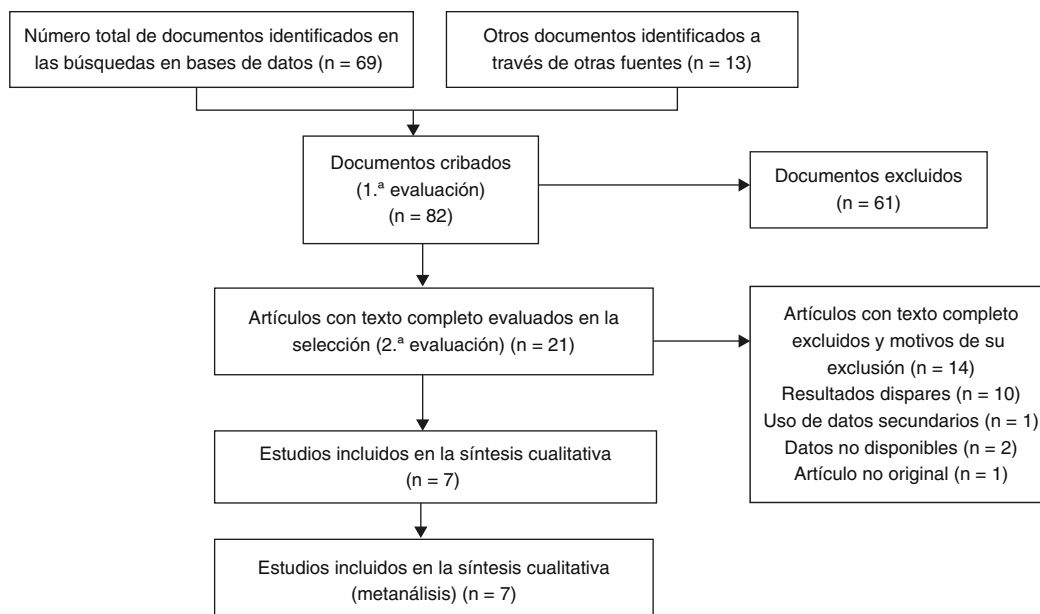 Número total de documentos identificados en
las búsquedas en bases de datos (n = 69)
Otros documentos identificados a
través de otras fuentes (n = 13)
Documentos cribados
(1.ª evaluación)
(n = 82)
Documentos excluidos
(n = 61)
Artículos con texto completo evaluados en la
selección (2.ª evaluación) (n = 21)
Artículos con texto completo
excluidos y motivos de su
exclusión (n = 14)
Resultados dispares (n = 10)
Uso de datos secundarios (n = 1)
Datos no disponibles (n = 2)
Artículo no original (n = 1)
Estudios incluidos en la síntesis cualitativa
(n = 7)
Estudios incluidos en la síntesis cualitativa
(metanálisis) (n = 7)